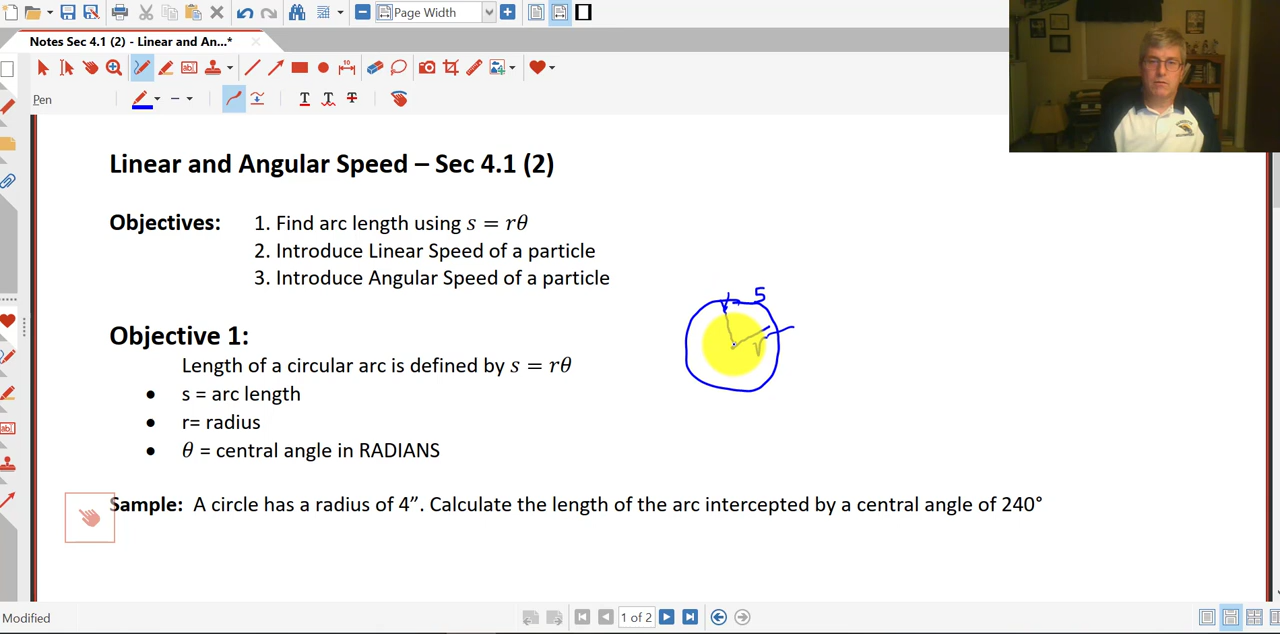 Page Width
Notes Sec 4.1 (2) - Linear and An...*
Pen
Linear and Angular Speed – Sec 4.1 (2)
Objectives: 1. Find arc length using s = rθ
2. Introduce Linear Speed of a particle
3. Introduce Angular Speed of a particle
s
Objective 1:
r
Length of a circular arc is defined by s = rθ
• s = arc length
• r= radius
• θ = central angle in RADIANS
Sample: A circle has a radius of 4”. Calculate the length of the arc intercepted by a central angle of 240°
Modified
1 of 2